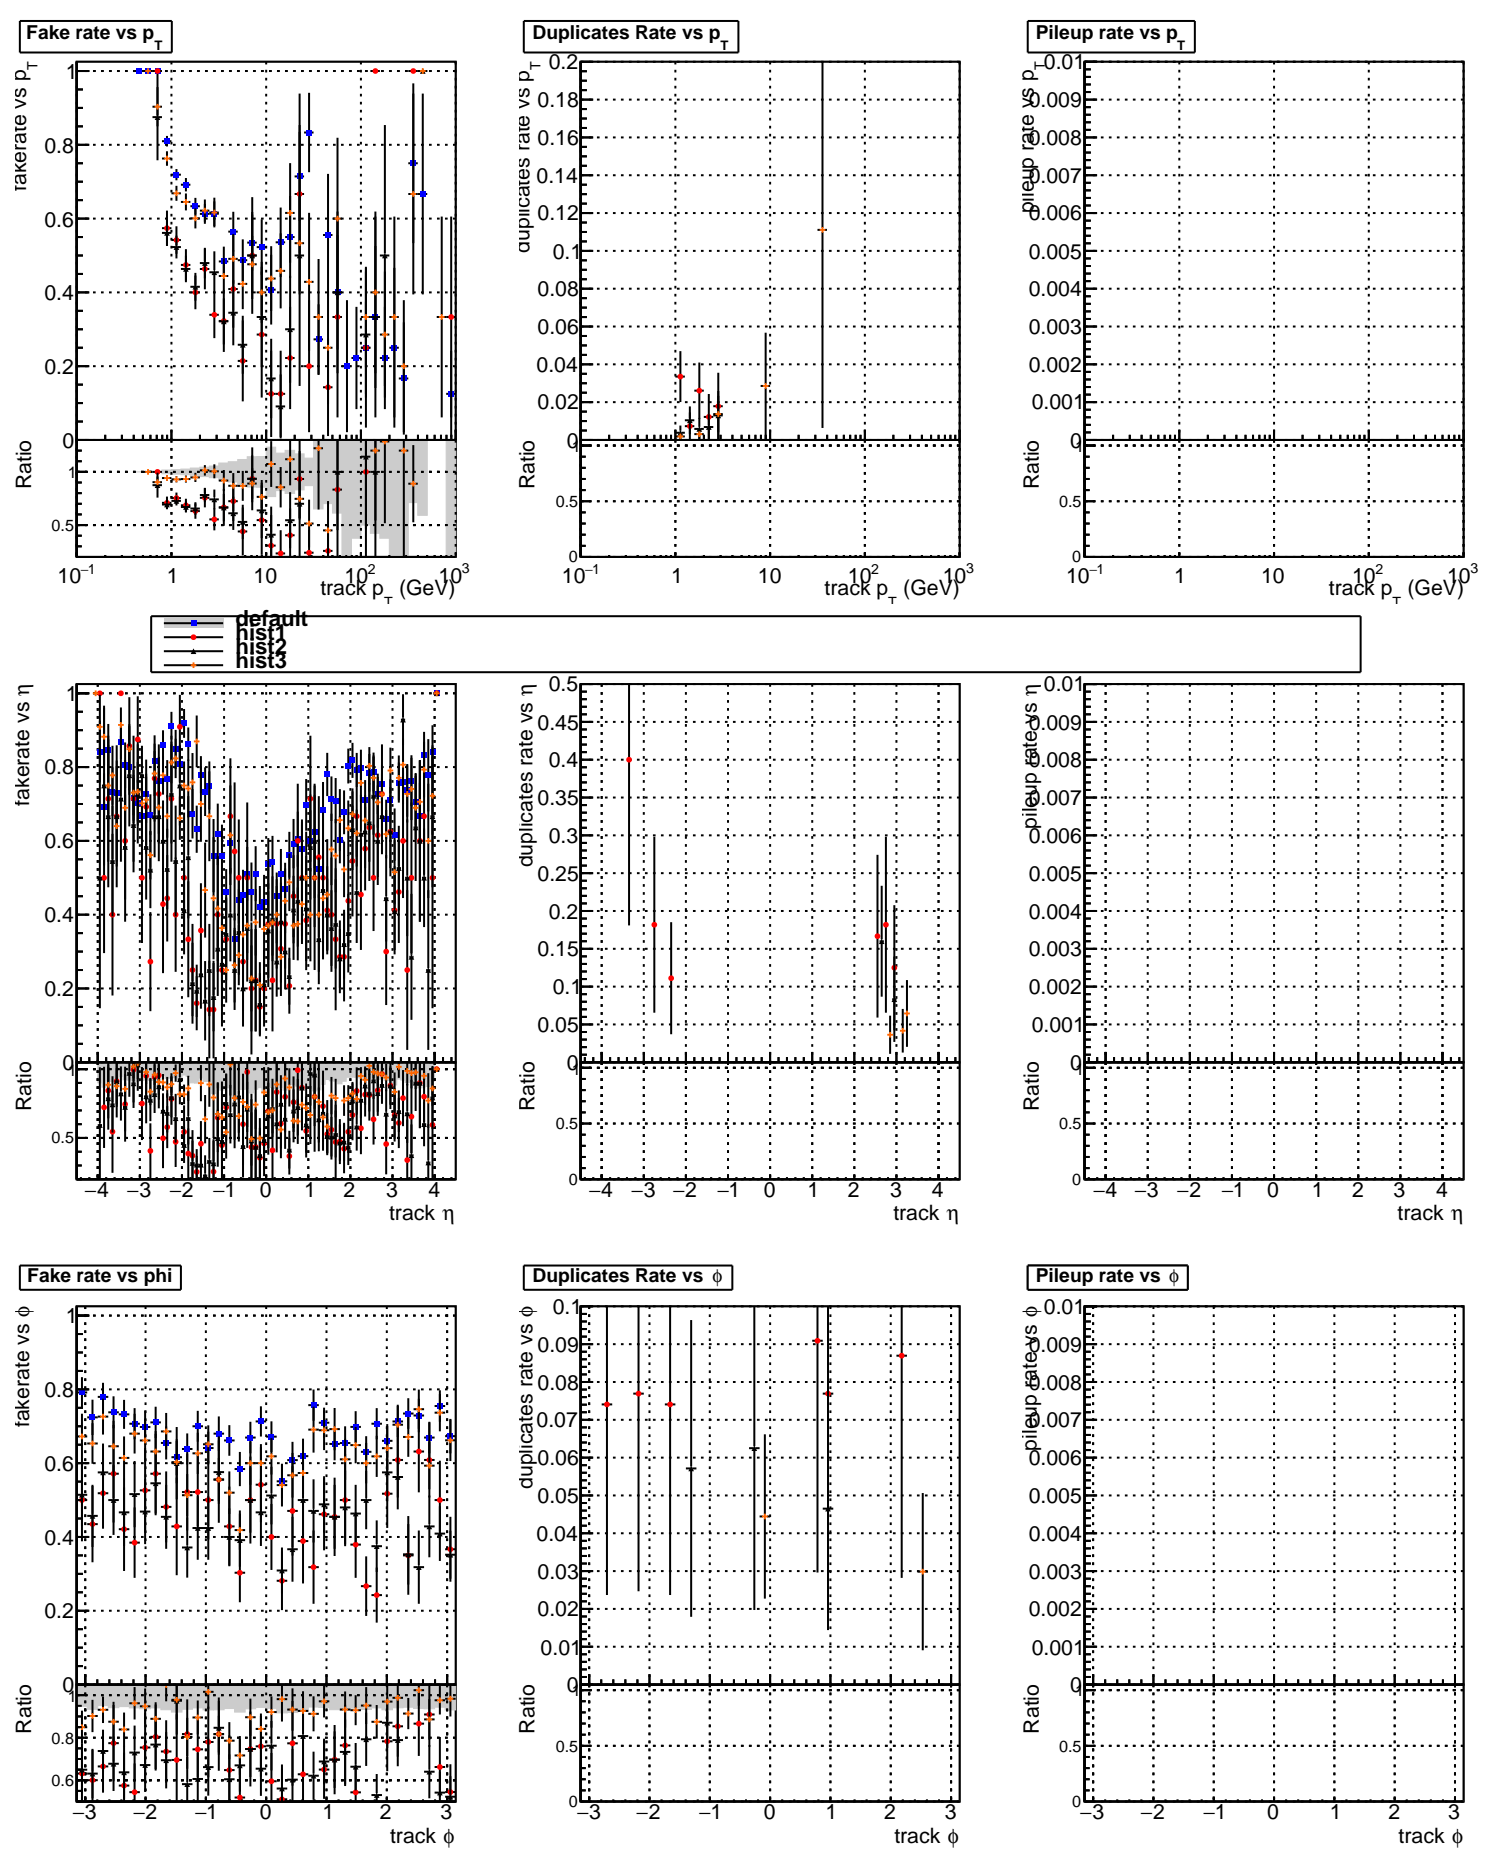 Fake rate vs p_T
Duplicates Rate vs p_T
Pileup rate vs p_T
fakerate vs p_T
1
0.8
0.6
0.4
0.2
0
Ratio
1
0.5
10^−1
1
10
10^2
10^3
track p_T (GeV)
duplicates rate vs p_T
0.2
0.18
0.16
0.14
0.12
0.1
0.08
0.06
0.04
0.02
0
Ratio
1
0.5
0
10^−1
1
10
10^2
10^3
track p_T (GeV)
pileup rate vs p_T
0.01
0.009
0.008
0.007
0.006
0.005
0.004
0.003
0.002
0.001
0
Ratio
1
0.5
0
10^−1
1
10
10^2
10^3
track p_T (GeV)
default
hist1
hist2
hist3
fakerate vs η
1
0.8
0.6
0.4
0.2
0
Ratio
0.5
−4 −3 −2 −1 0 1 2 3 4
track η
duplicates rate vs η
0.5
0.45
0.4
0.35
0.3
0.25
0.2
0.15
0.1
0.05
0
Ratio
1
0.5
0
−4 −3 −2 −1 0 1 2 3 4
track η
pileup rate vs η
0.01
0.009
0.008
0.007
0.006
0.005
0.004
0.003
0.002
0.001
0
Ratio
1
0.5
0
−4 −3 −2 −1 0 1 2 3 4
track η
Fake rate vs phi
Duplicates Rate vs ϕ
Pileup rate vs ϕ
fakerate vs ϕ
1
0.8
0.6
0.4
0.2
0
Ratio
1
0.8
0.6
−3 −2 −1 0 1 2 3
track ϕ
duplicates rate vs ϕ
0.1
0.09
0.08
0.07
0.06
0.05
0.04
0.03
0.02
0.01
0
Ratio
1
0.5
0
−3 −2 −1 0 1 2 3
track ϕ
pileup rate vs ϕ
0.01
0.009
0.008
0.007
0.006
0.005
0.004
0.003
0.002
0.001
0
Ratio
1
0.5
0
−3 −2 −1 0 1 2 3
track ϕ